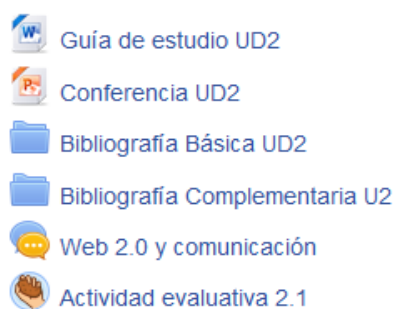 Guía de estudio UD2
Conferencia UD2
Bibliografía Básica UD2
Bibliografía Complementaria U2
Web 2.0 y comunicación
Actividad evaluativa 2.1